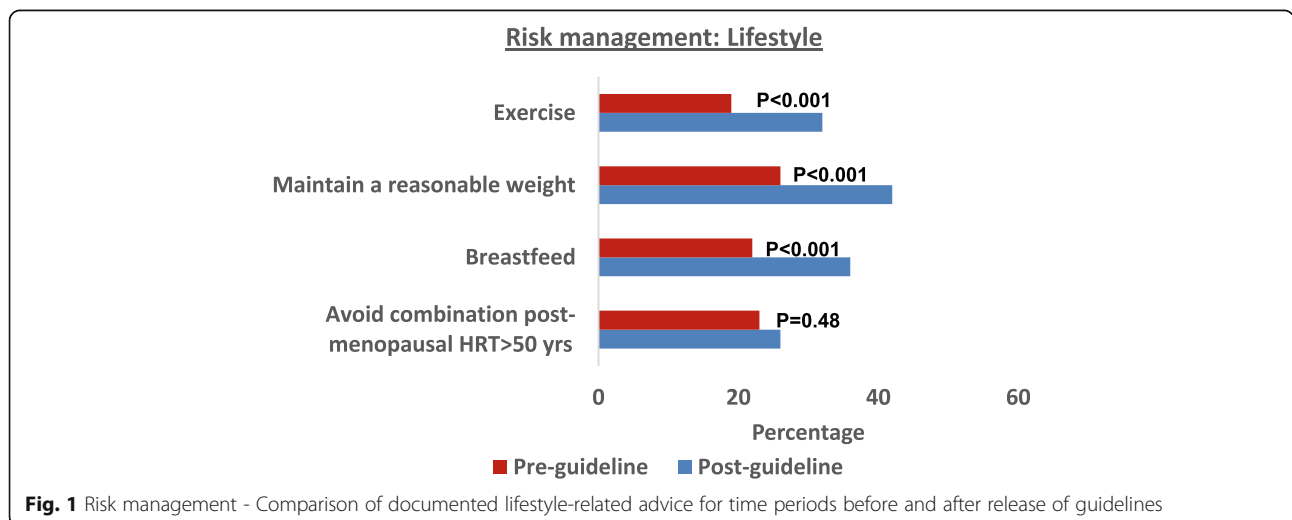 Risk management: Lifestyle
Exercise
P<0.001
Maintain a reasonable weight
P<0.001
Breastfeed
P<0.001
Avoid combination post-
menopausal HRT>50 yrs
P=0.48
0 20 40 60
Percentage
Pre-guideline Post-guideline
Fig. 1 Risk management - Comparison of documented lifestyle-related advice for time periods before and after release of guidelines